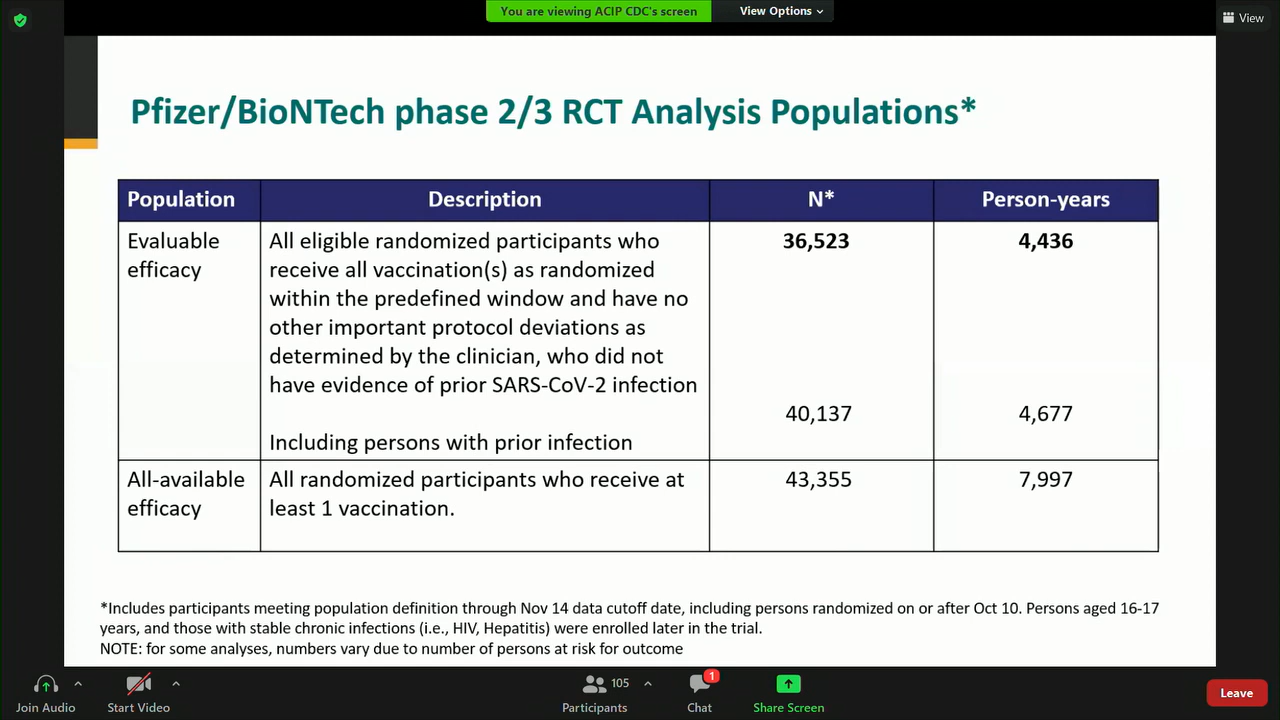 You are viewing ACIP CDC's screen
View Options
View
Pfizer/BioNTech phase 2/3 RCT Analysis Populations*
Population Description N* Person-years
Evaluable All eligible randomized participants who 36,523 4,436
efficacy receive all vaccination(s) as randomized
within the predefined window and have no
other important protocol deviations as
determined by the clinician, who did not
have evidence of prior SARS-CoV-2 infection
40,137 4,677
Including persons with prior infection
All-available All randomized participants who receive at 43,355 7,997
efficacy least 1 vaccination.
*Includes participants meeting population definition through Nov 14 data cutoff date, including persons randomized on or after Oct 10. Persons aged 16-17
years, and those with stable chronic infections (i.e., HIV, Hepatitis) were enrolled later in the trial.
NOTE: for some analyses, numbers vary due to number of persons at risk for outcome
105
1
Join Audio Start Video Participants Chat Share Screen Leave